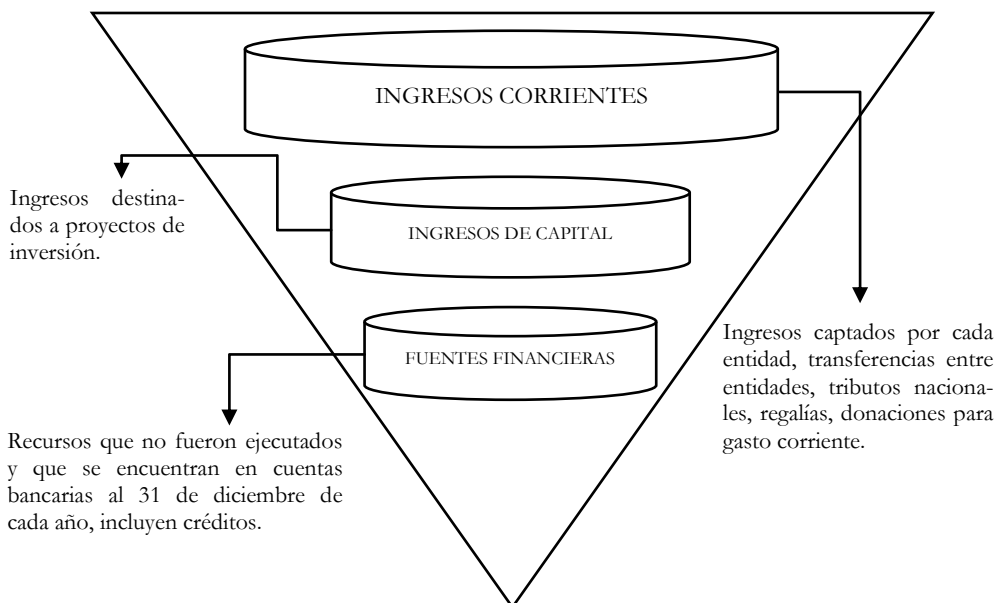 INGRESOS CORRIENTES
Ingresos destina-
dos a proyectos de
inversión.
INGRESOS DE CAPITAL
FUENTES FINANCIERAS
Ingresos captados por cada
entidad, transferencias entre
entidades, tributos naciona-
les, regalías, donaciones para
gasto corriente.
Recursos que no fueron ejecutados
y que se encuentran en cuentas
bancarias al 31 de diciembre de
cada año, incluyen créditos.